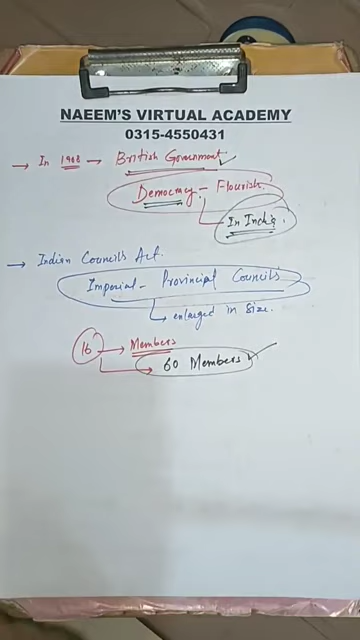 NAEEM'S VIRTUAL ACADEMY
0315-4550431
→ In 1908 → British Government ✓
Democracy - Flourish.
In India.
→ Indian Councils Act.
Imperial - Provincial Councils
→ enlarged in Size.
16 → Members
→ 60 Members ✓